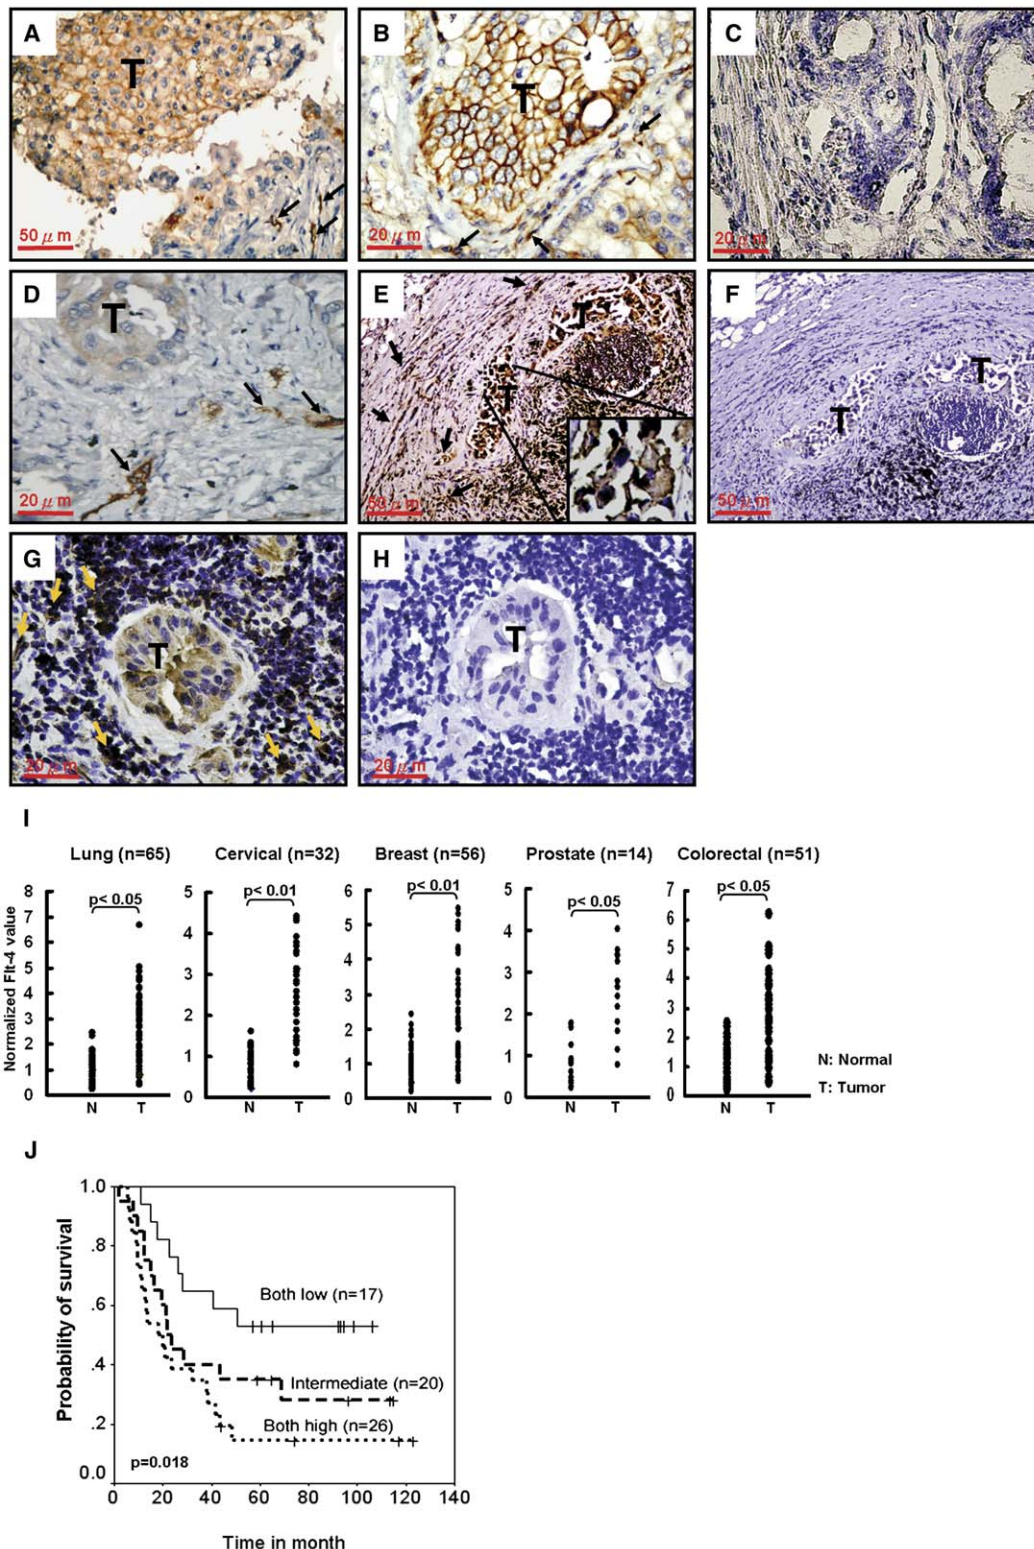 A
T
50 μm
B
T
20 μm
C
20 μm
D
T
20 μm
E
T
T
50 μm
F
T
T
50 μm
G
T
20 μm
H
T
20 μm
I
Lung (n=65)
Cervical (n=32)
Breast (n=56)
Prostate (n=14)
Colorectal (n=51)
Normalized Flt-4 value
8
7
6
5
4
3
2
1
0
p< 0.05
N
T
5
4
3
2
1
0
p< 0.01
N
T
6
5
4
3
2
1
0
p< 0.01
N
T
5
4
3
2
1
0
p< 0.05
N
T
7
6
5
4
3
2
1
0
p< 0.05
N
T
N: Normal
T: Tumor
J
Probability of survival
1.0
.8
.6
.4
.2
0.0
Both low (n=17)
Intermediate (n=20)
Both high (n=26)
p=0.018
0 20 40 60 80 100 120 140
Time in month